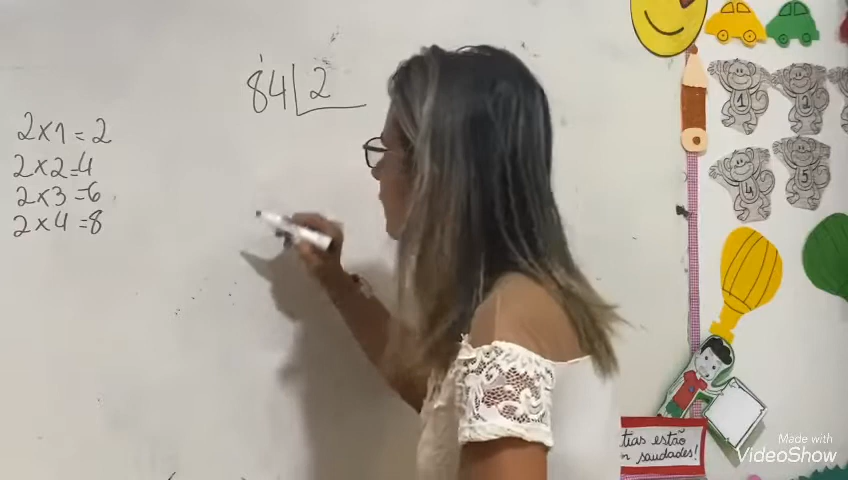 84 2
2x1=2
2x2=4
2x3=6
2x4=8
1
2
4
5
tias estão
saudades!
Made With
VideoShow